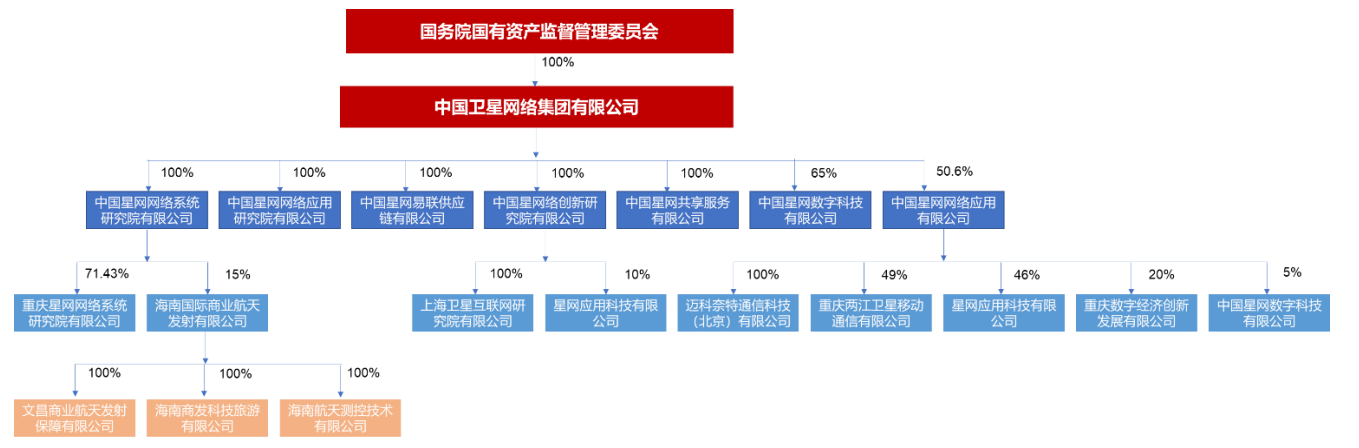 国务院国有资产监督管理委员会
100%
中国卫星网络集团有限公司
100%
100%
100%
100%
100%
65%
50.6%
中国星网网络系统
研究院有限公司
中国星网网络应用
研究院有限公司
中国星网易联供应
链有限公司
中国星网络创新研
究院有限公司
中国星网共享服务
有限公司
中国星网数字科技
有限公司
中国星网网络应用
有限公司
71.43%
15%
100%
10%
100%
49%
46%
20%
5%
重庆星网网络系统
研究院有限公司
海南国际商业航天
发射有限公司
上海卫星互联网研
究院有限公司
星网应用科技有限
公司
迈科奈特通信科技
（北京）有限公司
重庆两江卫星移动
通信有限公司
星网应用科技有限
公司
重庆数字经济创新
发展有限公司
中国星网数字科技
有限公司
100%
100%
100%
文昌商业航天发射
保障有限公司
海南商发科技旅游
有限公司
海南航天测控技术
有限公司